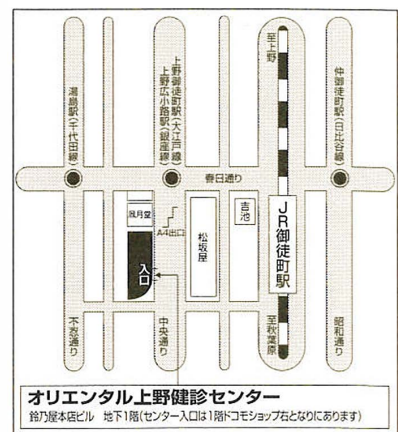 至上野
湯島駅(千代田線)
上野御徒町駅(大江戸線)
上野広小路駅(銀座線)
仲御徒町駅(日比谷線)
春日通り
風月堂
A4出口
松坂屋
吉池
JR御徒町駅
入口
不忍通り
中央通り
至秋葉原
昭和通り
オリエンタル上野健診センター
鈴乃屋本店ビル 地下1階(センター入口は1階ドコモショップ右となりにあります)